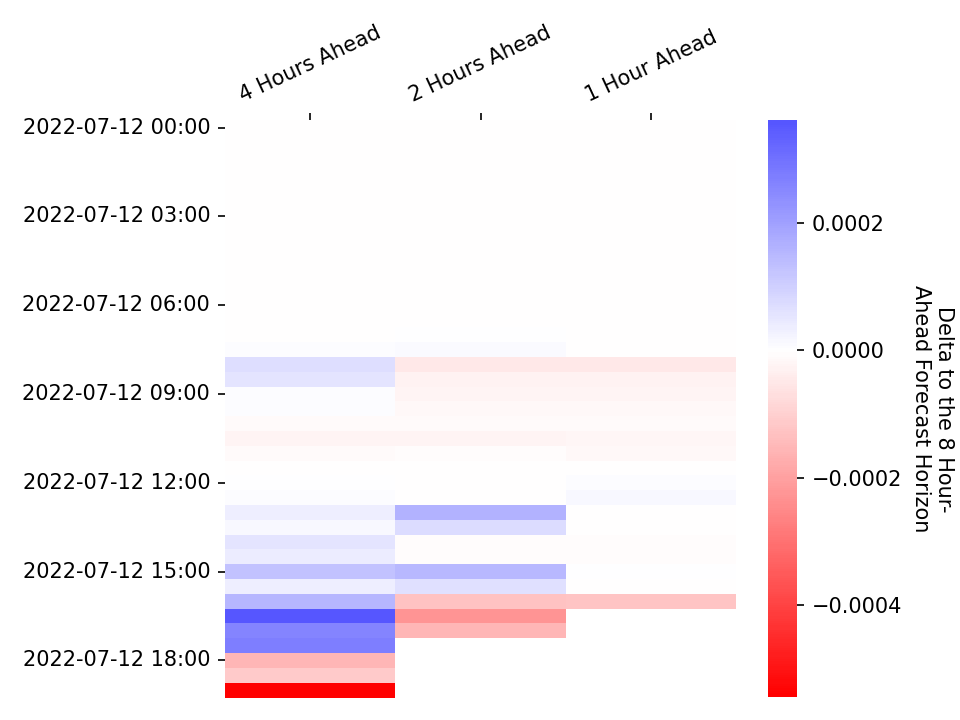 4 Hours Ahead
2 Hours Ahead
1 Hour Ahead
2022-07-12 00:00
2022-07-12 03:00
2022-07-12 06:00
2022-07-12 09:00
2022-07-12 12:00
2022-07-12 15:00
2022-07-12 18:00
0.0002
0.0000
−0.0002
−0.0004
Delta to the 8 Hour-
Ahead Forecast Horizon